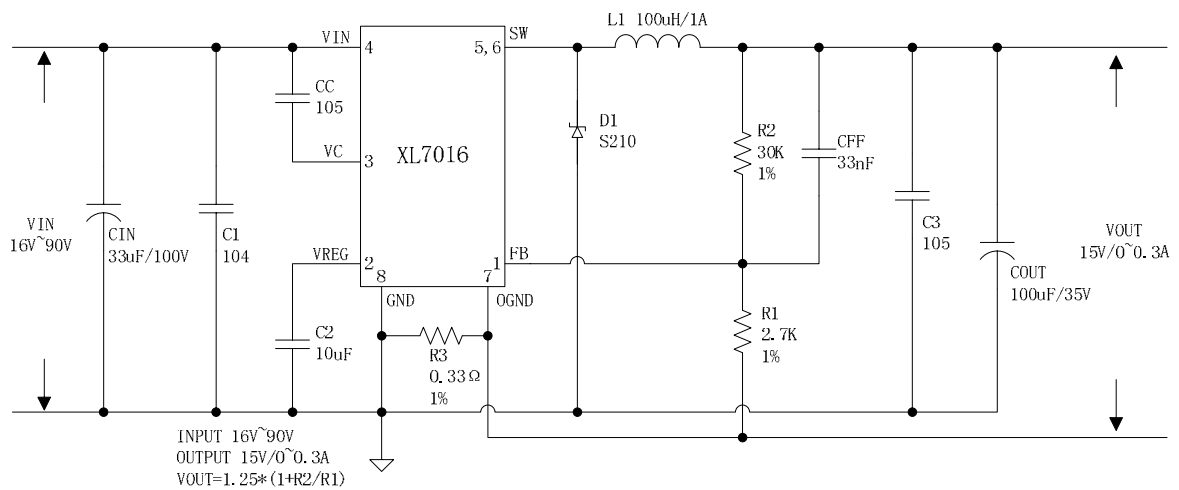 L1 100uH/1A
VIN
4
5,6
SW
CC
105
D1
S210
R2
30K
1%
CFF
33nF
VC
3
XL7016
VIN
16V~90V
CIN
33uF/100V
C1
104
C3
105
VOUT
15V/0~0.3A
VREG
2
1
FB
8
7
GND
OGND
COUT
100uF/35V
C2
10uF
R3
0.33Ω
1%
R1
2.7K
1%
INPUT 16V~90V
OUTPUT 15V/0~0.3A
VOUT=1.25*(1+R2/R1)